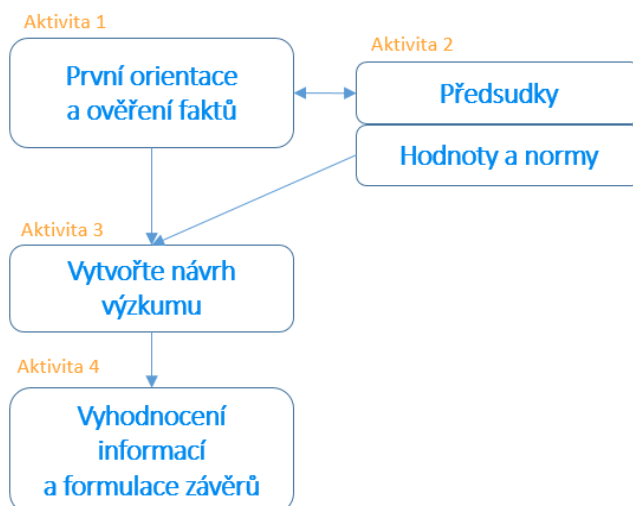 Aktivita 1
První orientace
a ověření faktů
Aktivita 2
Předsudky
Hodnoty a normy
Aktivita 3
Vytvořte návrh
výzkumu
Aktivita 4
Vyhodnocení
informací
a formulace závěrů